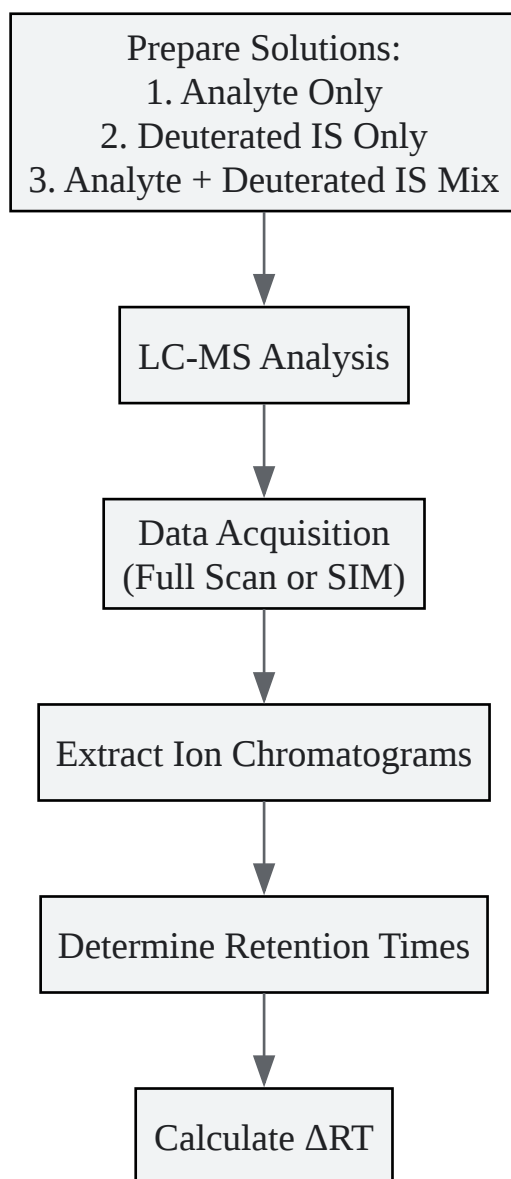 Prepare Solutions:
1. Analyte Only
2. Deuterated IS Only
3. Analyte + Deuterated IS Mix
LC-MS Analysis
Data Acquisition
(Full Scan or SIM)
Extract Ion Chromatograms
Determine Retention Times
Calculate ΔRT